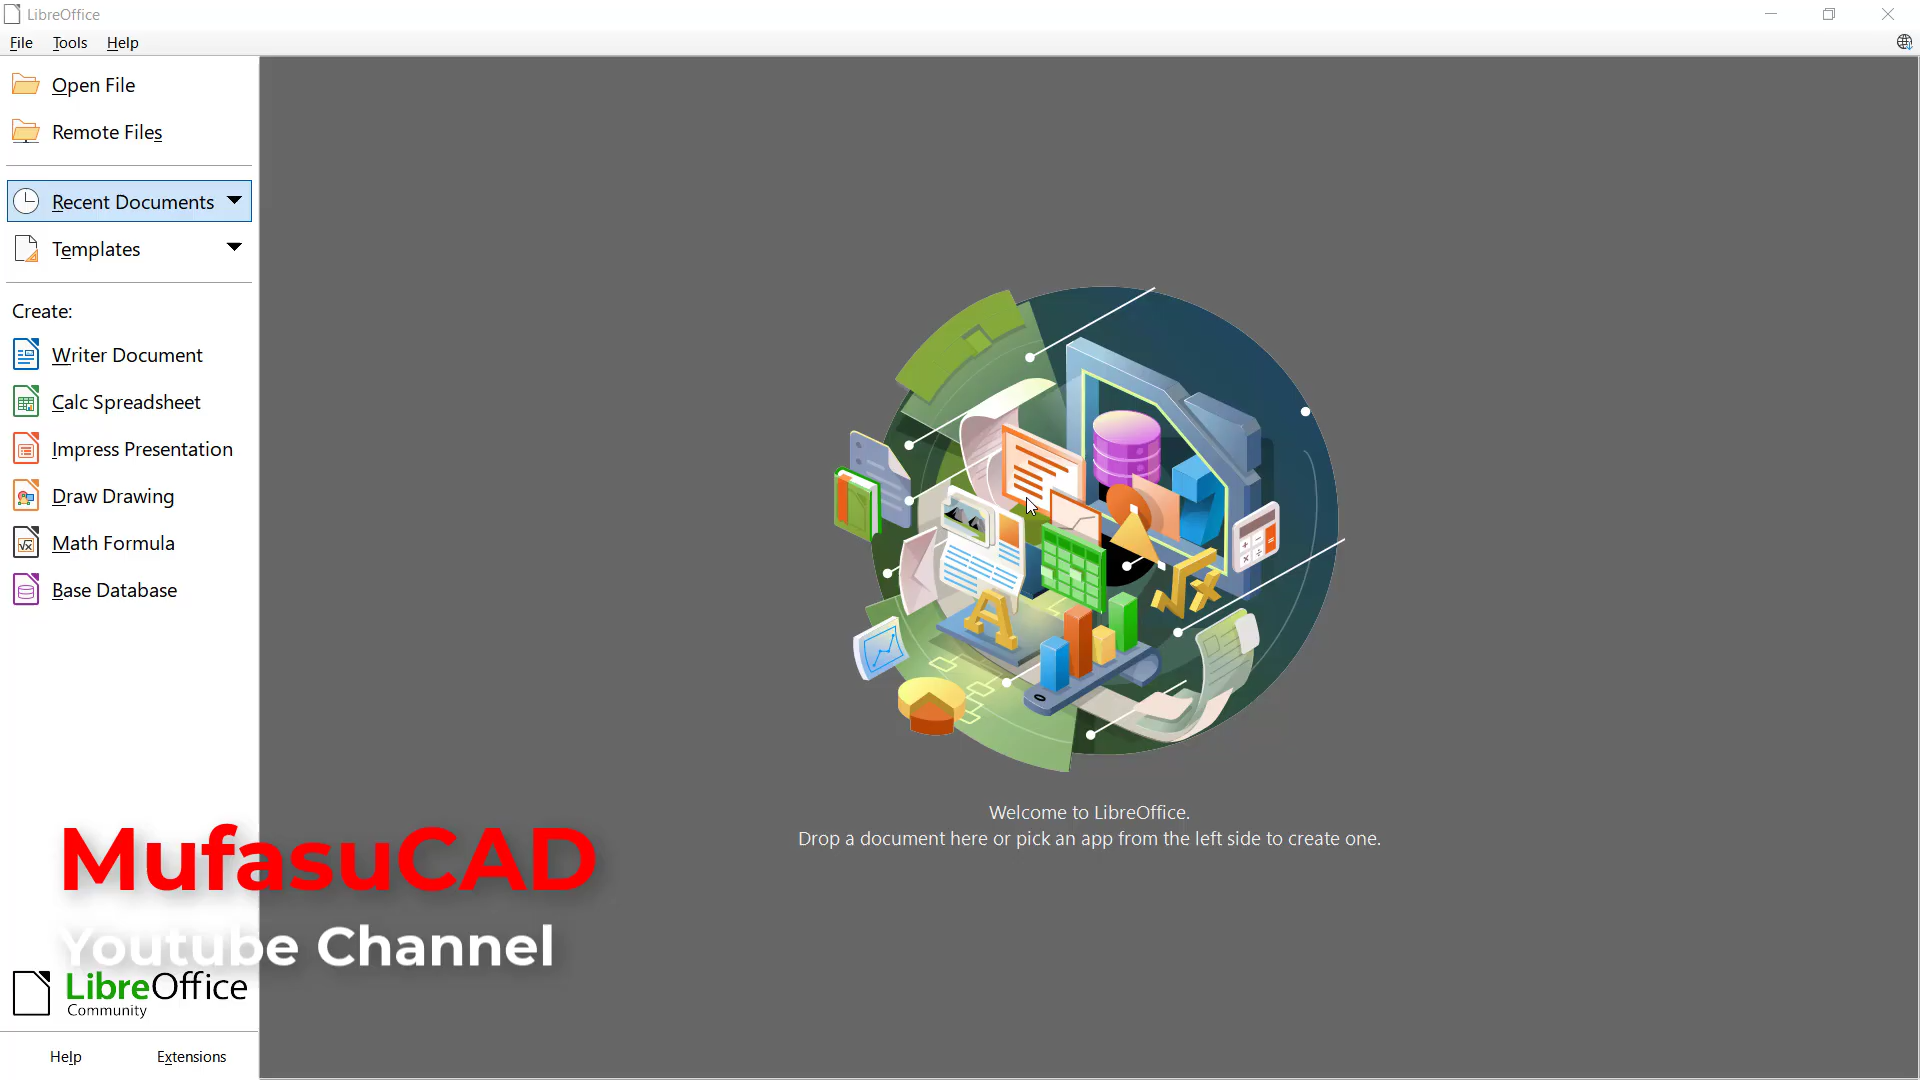 LibreOffice
File Tools Help
Open File
Remote Files
Recent Documents
Templates
Create:
Writer Document
Calc Spreadsheet
Impress Presentation
Draw Drawing
Math Formula
Base Database
Welcome to LibreOffice.
Drop a document here or pick an app from the left side to create one.
MufasuCAD
Youtube Channel
LibreOffice
Community
Help Extensions